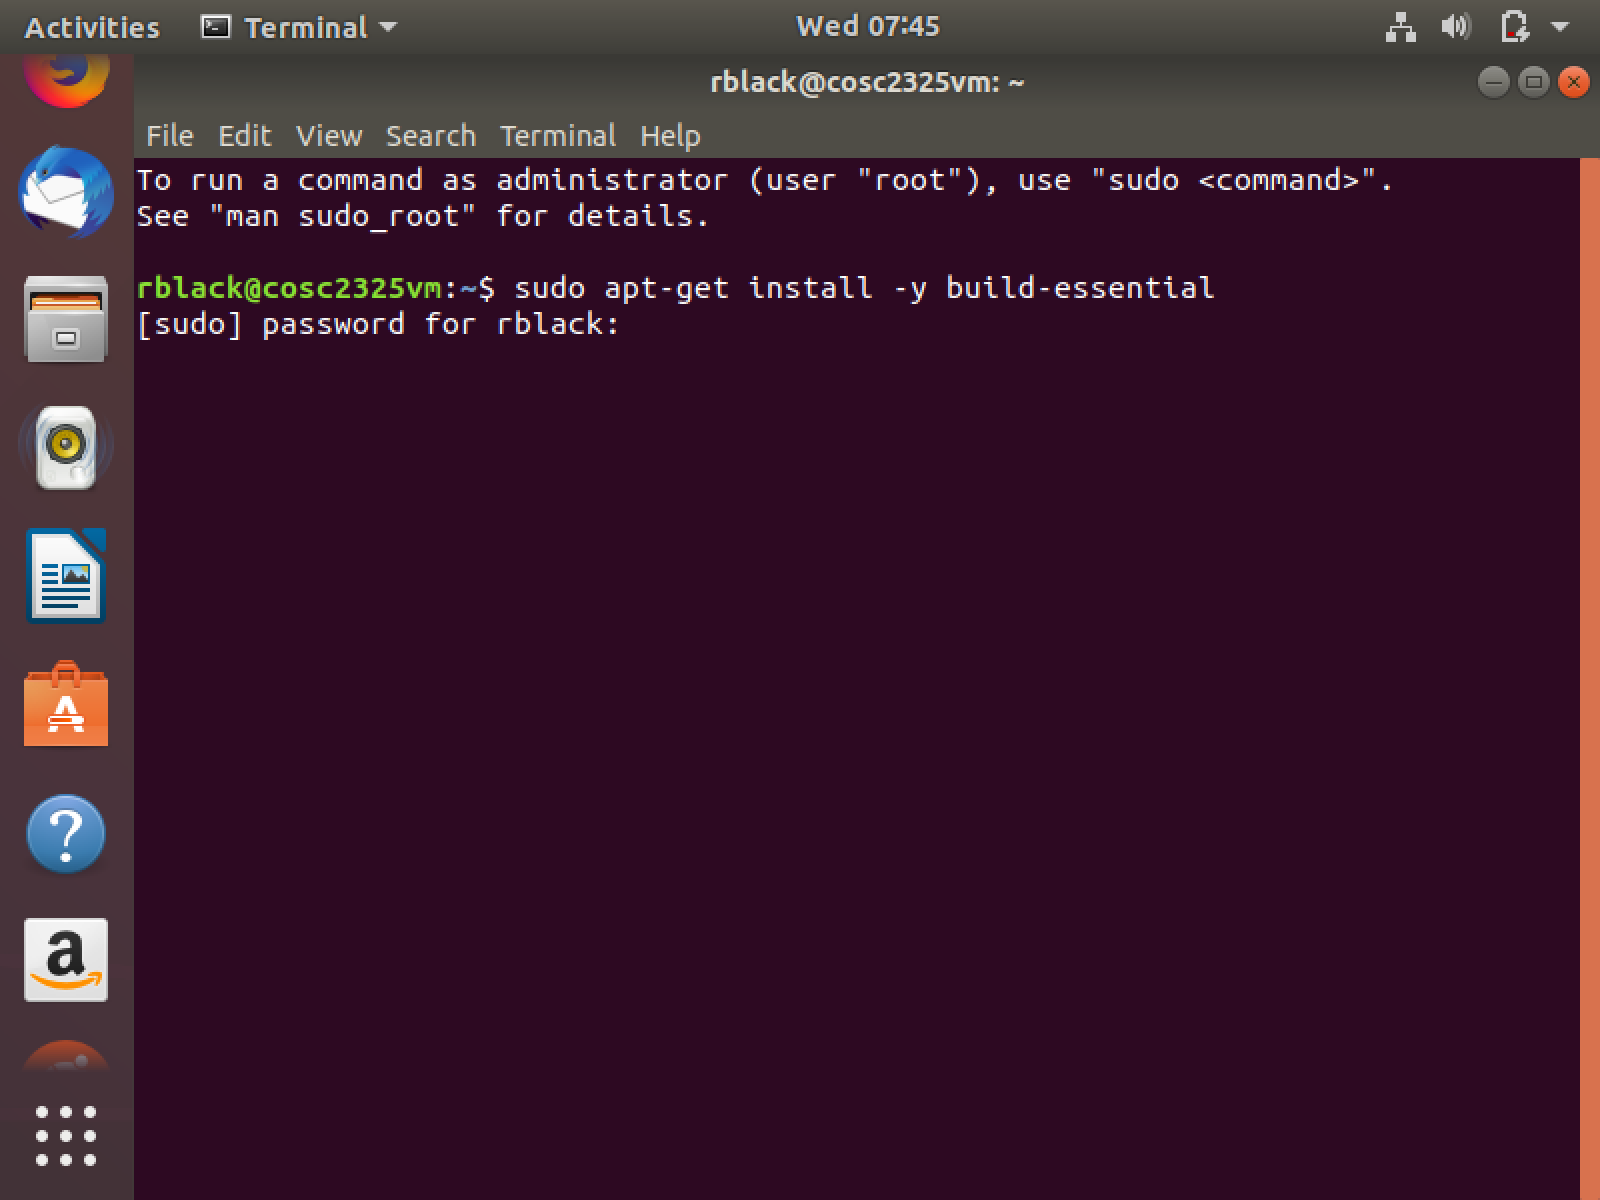 Activities Terminal Wed 07:45
rblack@cosc2325vm: ~
File Edit View Search Terminal Help
To run a command as administrator (user "root"), use "sudo <command>".
See "man sudo_root" for details.
rblack@cosc2325vm:~$ sudo apt-get install -y build-essential
[sudo] password for rblack: